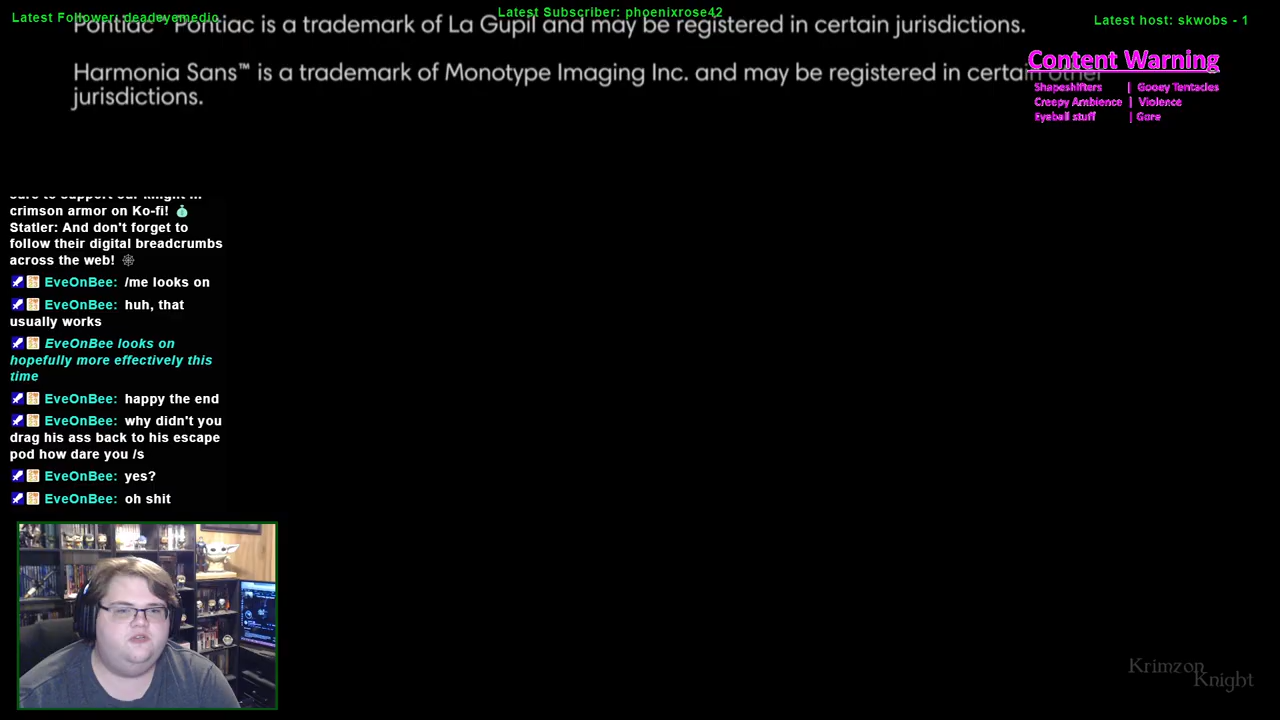 Latest Follower: deadeyemedic
Latest Subscriber: phoenixrose42
Latest host: skwobs - 1
Pontiac™ Pontiac is a trademark of La Gupil and may be registered in certain jurisdictions.
Harmonia Sans™ is a trademark of Monotype Imaging Inc. and may be registered in certain other
jurisdictions.
Content Warning
Shapeshifters | Gooey Tentacles
Creepy Ambience | Violence
Eyeball stuff | Gore
crimson armor on Ko-fi!
Statler: And don't forget to
follow their digital breadcrumbs
across the web!
EveOnBee: /me looks on
EveOnBee: huh, that
usually works
EveOnBee looks on
hopefully more effectively this
time
EveOnBee: happy the end
EveOnBee: why didn't you
drag his ass back to his escape
pod how dare you /s
EveOnBee: yes?
EveOnBee: oh shit
Krimzon
Knight